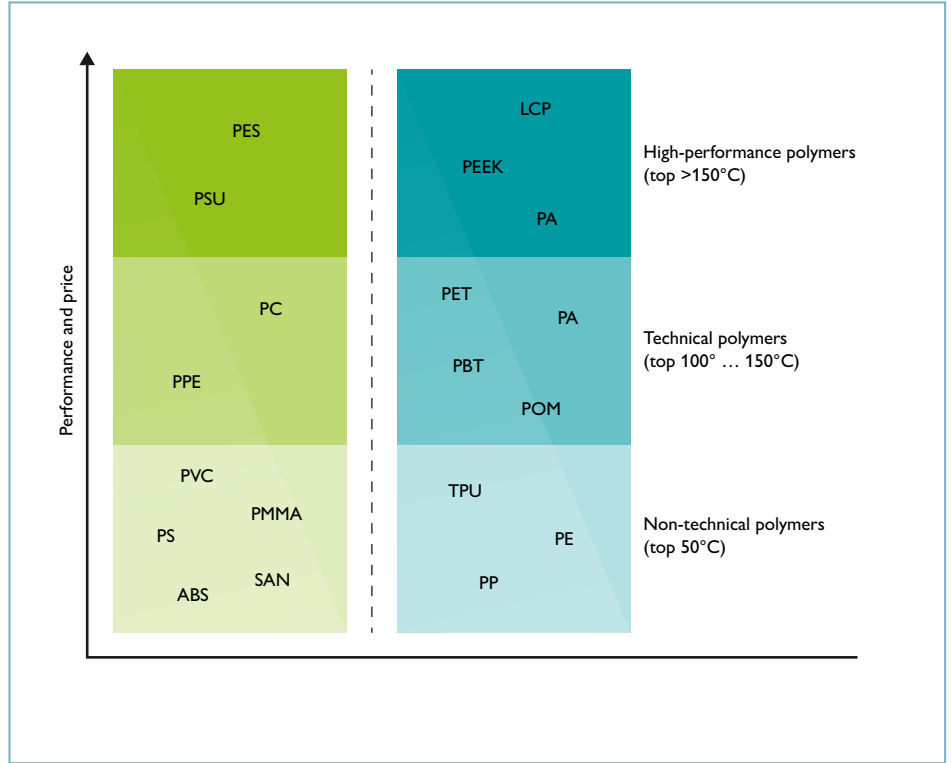 Performance and price
PES
PSU
PC
PPE
PVC
PMMA
PS
SAN
ABS
LCP
PEEK
PA
PET
PA
PBT
POM
TPU
PE
PP
High-performance polymers
(top >150°C)
Technical polymers
(top 100° … 150°C)
Non-technical polymers
(top 50°C)